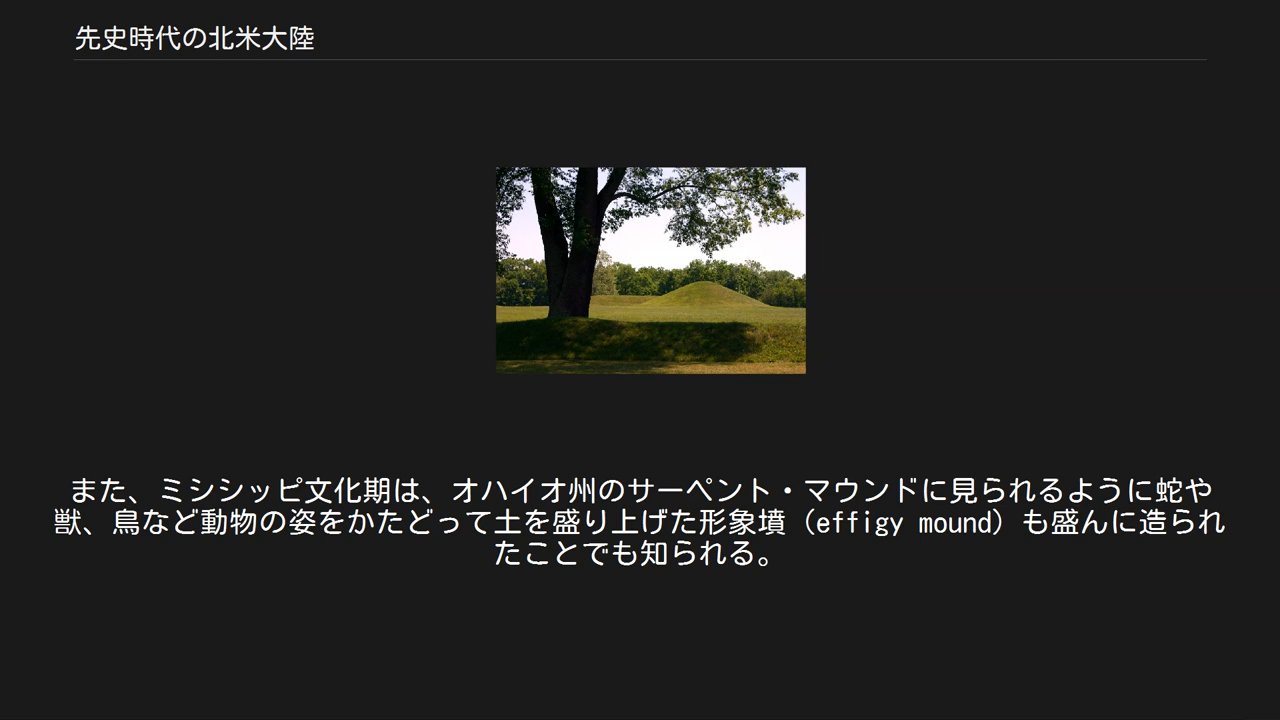 先史時代の北米大陸
また、ミシシッピ文化期は、オハイオ州のサーペント・マウンドに見られるように蛇や
獣、鳥など動物の姿をかたどって土を盛り上げた形象墳（effigy mound）も盛んに造られ
たことでも知られる。